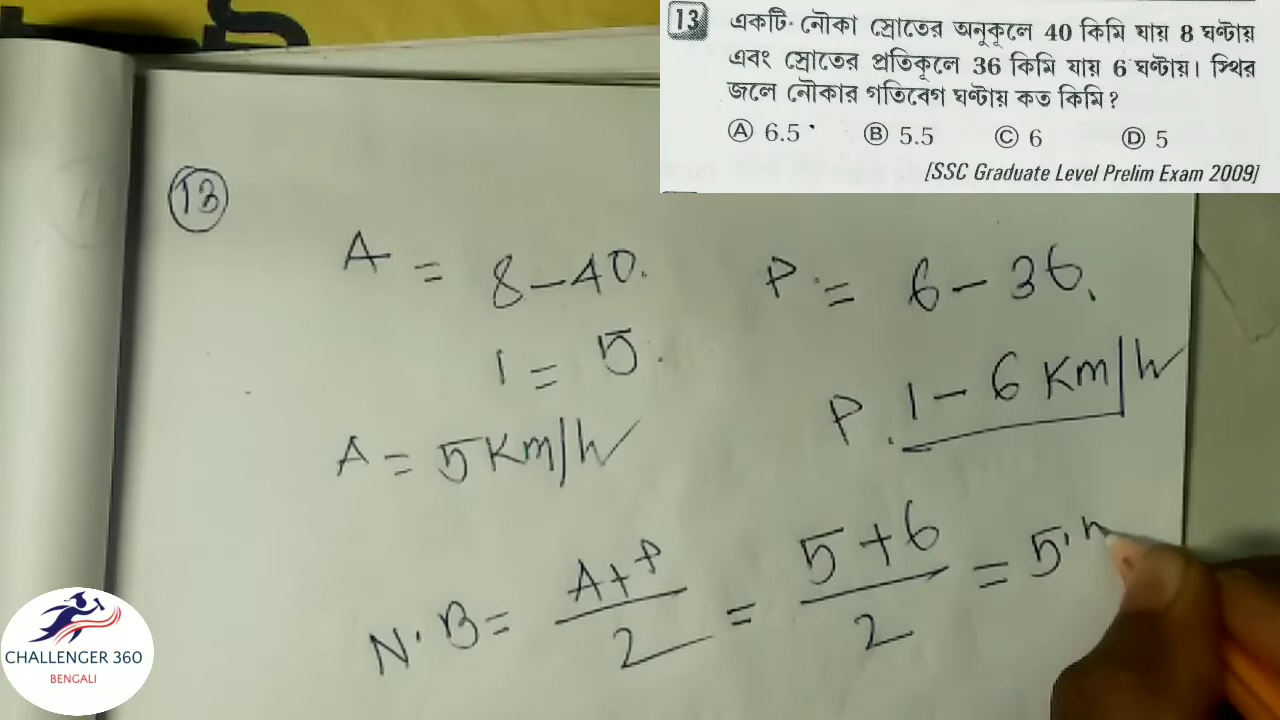 13 একটি নৌকা স্রোতের অনুকূলে 40 কিমি যায় 8 ঘণ্টায়
এবং স্রোতের প্রতিকূলে 36 কিমি যায় 6 ঘণ্টায়। স্থির
জলে নৌকার গতিবেগ ঘণ্টায় কত কিমি?
Ⓐ 6.5 Ⓑ 5.5 Ⓒ 6 Ⓓ 5
[SSC Graduate Level Prelim Exam 2009]
13
A = 8-40.
1 = 5.
A = 5 Km/h
P. = 6 - 36.
P. 1 - 6 Km/h
N.B = A+P/2 = 5+6/2 = 5.
CHALLENGER 360
BENGALI